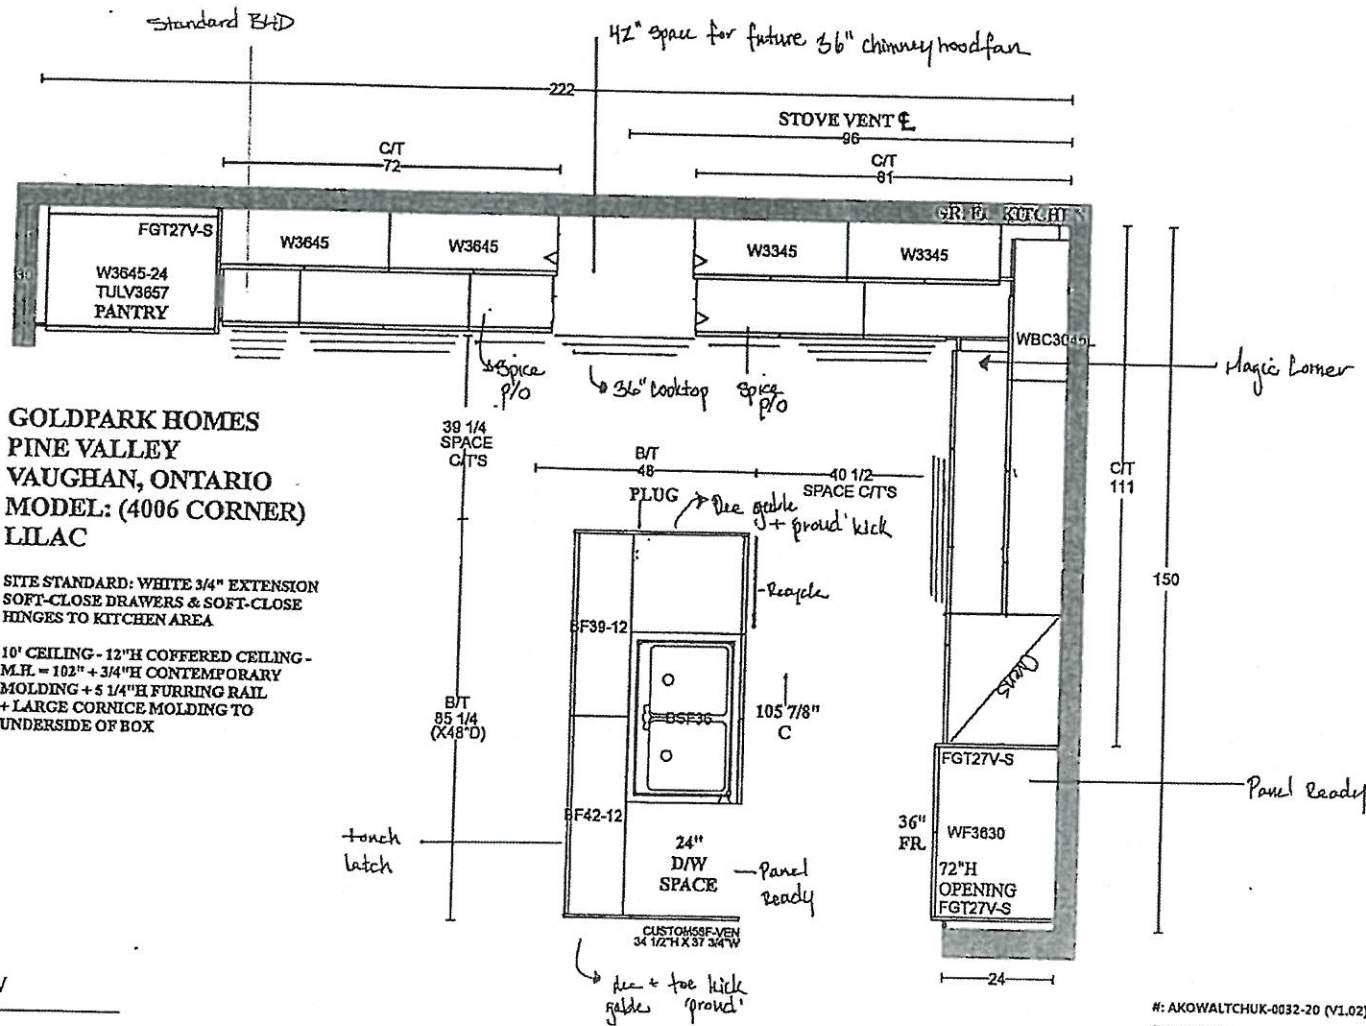 Standard BHD
42" space for future 36" chimney hoodfan
222
STOVE VENT ℄
96
C/T
72
C/T
81
GR. FL. KITCHEN
FGT27V-S
W3645
W3645
W3345
W3345
W3645-24
TULV3657
PANTRY
WBC3045
Magic Corner
Spice
p/o
36" Cooktop
Spice
p/o
GOLDPARK HOMES
PINE VALLEY
VAUGHAN, ONTARIO
MODEL: (4006 CORNER)
LILAC
39 1/4
SPACE
C/T'S
B/T
48
40 1/2
SPACE C/T'S
PLUG
Dec gable
+ 'proud' kick
C/T
111
150
SITE STANDARD: WHITE 3/4" EXTENSION
SOFT-CLOSE DRAWERS & SOFT-CLOSE
HINGES TO KITCHEN AREA
Recycle
BF39-12
10' CEILING - 12"H COFFERED CEILING -
M.H. = 102" + 3/4"H CONTEMPORARY
MOLDING + 5 1/4"H FURRING RAIL
+ LARGE CORNICE MOLDING TO
UNDERSIDE OF BOX
Ovens
B/T
85 1/4
(X48"D)
BSF36
105 7/8"
C
FGT27V-S
Panel Ready
BF42-12
36"
FR.
WF3630
touch
latch
24"
D/W
SPACE
Panel
Ready
72"H
OPENING
FGT27V-S
CUSTOMSSF-VEN
34 1/2"H X 37 3/4"W
dec + toe kick
gable 'proud'
24
#: AKOWALTCHUK-0032-20 (V1.02)